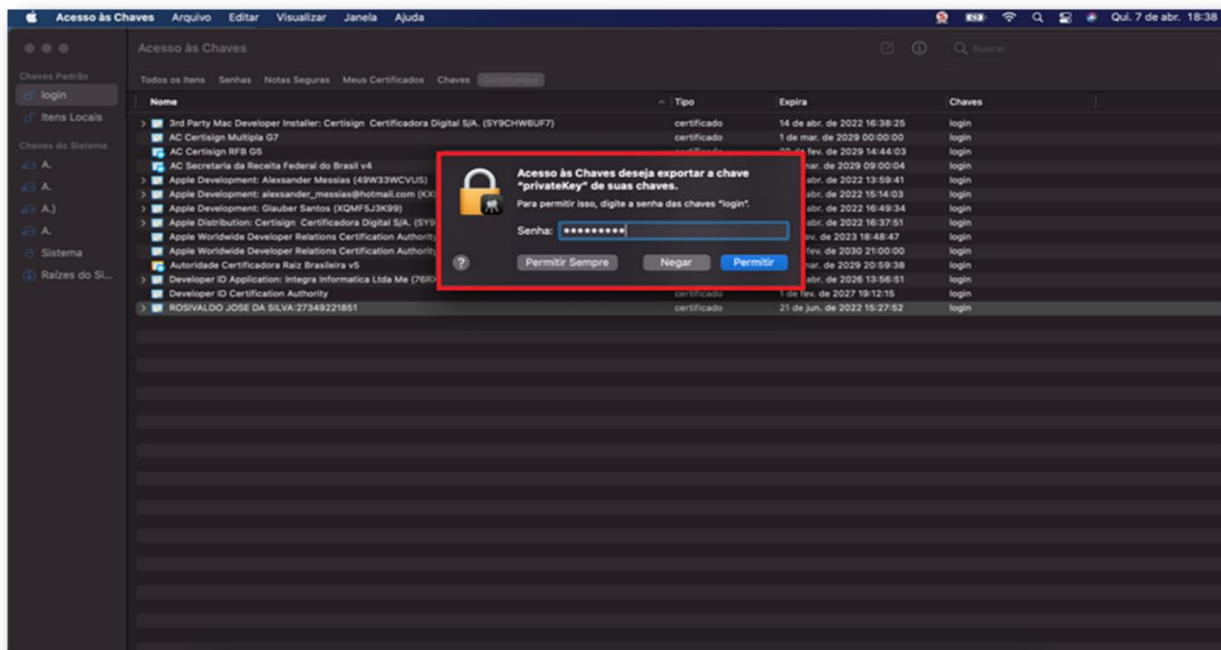 Acesso às Chaves Arquivo Editar Visualizar Janela Ajuda
Qui. 7 de abr. 18:38
Acesso às Chaves
Buscar
Chaves Padrão
login
Itens Locais
Chaves do Sistema
A.
A.
A.)
A.
Sistema
Raízes do Si...
Todos os Itens Senhas Notas Seguras Meus Certificados Chaves Certificados
Nome Tipo Expira Chaves
3rd Party Mac Developer Installer: Certisign Certificadora Digital S/A. (SY9CHW6UF7) certificado 14 de abr. de 2022 16:38:25 login
AC Certisign Multipla G7 certificado 1 de mar. de 2029 00:00:00 login
AC Certisign RFB G5 fev. de 2029 14:44:03 login
AC Secretaria da Receita Federal do Brasil v4 mar. de 2029 09:00:04 login
Apple Development: Alexsander Messias (49W33WCVUS) abr. de 2022 13:59:41 login
Apple Development: alexsander_messias@hotmail.com abr. de 2022 15:14:03 login
Apple Development: Glauber Santos (XQMF5J3K99) abr. de 2022 16:49:34 login
Apple Distribution: Certisign Certificadora Digital S/A. (SY9 abr. de 2022 16:37:51 login
Apple Worldwide Developer Relations Certification Authority de 2023 18:48:47 login
Apple Worldwide Developer Relations Certification Authority fev. de 2030 21:00:00 login
Autoridade Certificadora Raiz Brasileira v5 mar. de 2029 20:59:38 login
Developer ID Application: Integra Informatica Ltda Me abr. de 2026 13:56:51 login
Developer ID Certification Authority certificado 1 de fev. de 2027 19:12:15 login
ROSIVALDO JOSE DA SILVA:27349221851 certificado 21 de jun. de 2022 15:27:52 login
Acesso às Chaves deseja exportar a chave
"privateKey" de suas chaves.
Para permitir isso, digite a senha das chaves "login".
Senha: •••••••••
? Permitir Sempre Negar Permitir